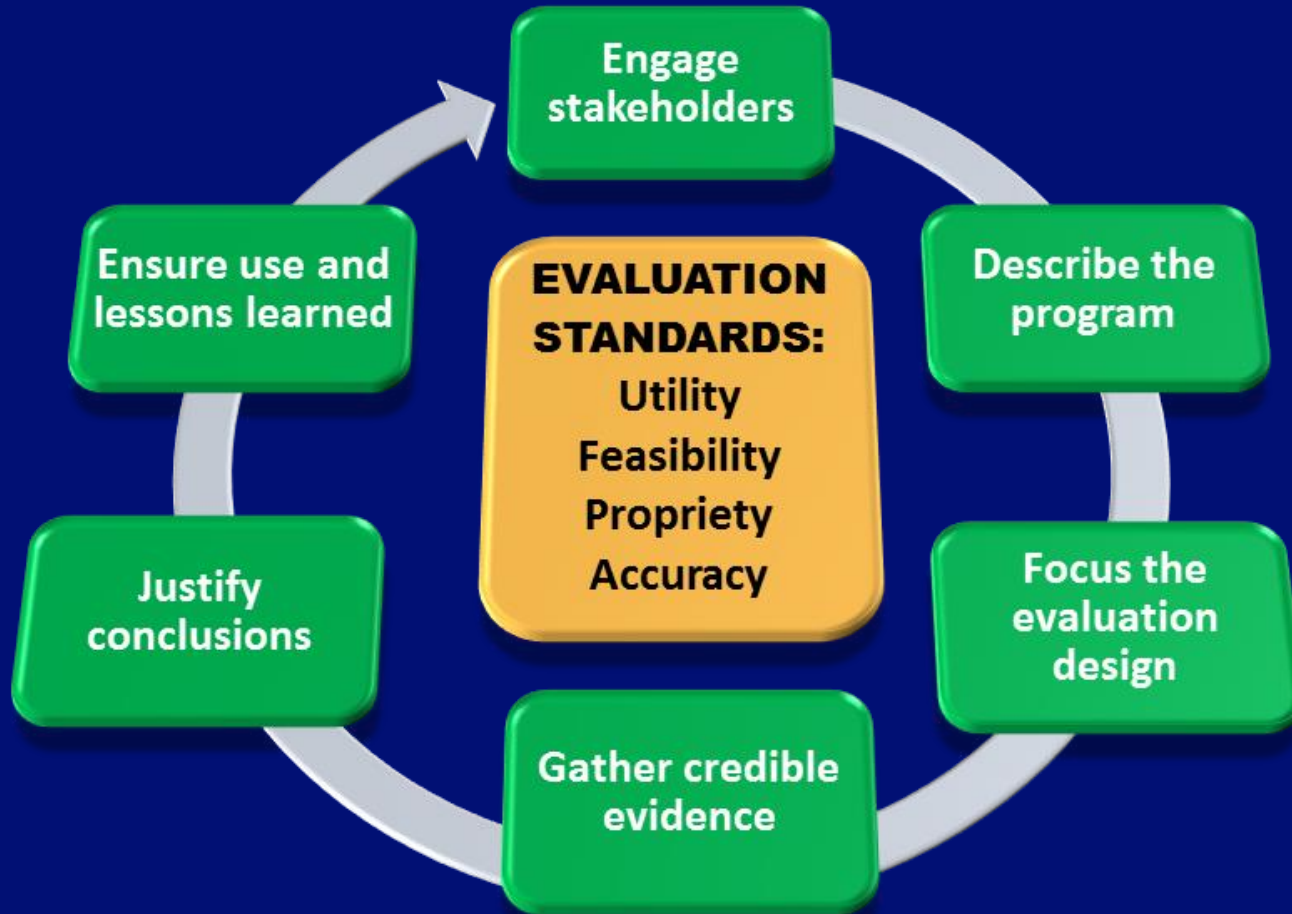 Engage
stakeholders
Describe the
program
Focus the
evaluation
design
Gather credible
evidence
Justify
conclusions
Ensure use and
lessons learned
EVALUATION
STANDARDS:
Utility
Feasibility
Propriety
Accuracy